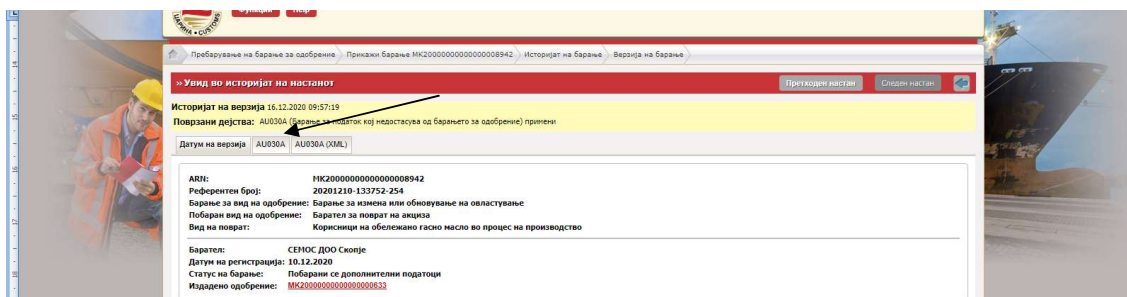 ЦАРИНА • CUSTOMS
Функции Help
Пребарување на барање за одобрение Прикажи барање MK20000000000000008942 Историјат на барање Верзија на барање
» Увид во историјат на настанот Претходен настан Следен настан
Историјат на верзија 16.12.2020 09:57:19
Поврзани дејства: AU030A (Барање за податок кој недостасува од барањето за одобрение) примени
Датум на верзија AU030A AU030A (XML)
ARN: MK20000000000000008942
Референтен број: 20201210-133752-254
Барање за вид на одобрение: Барање за измена или обновување на овластување
Побаран вид на одобрение: Барател за поврат на акциза
Вид на поврат: Корисници на обележано гасно масло во процес на производство
Барател: СЕМОС ДОО Скопје
Датум на регистрација: 10.12.2020
Статус на барање: Побарани се дополнителни податоци
Издадено одобрение: MK20000000000000000633